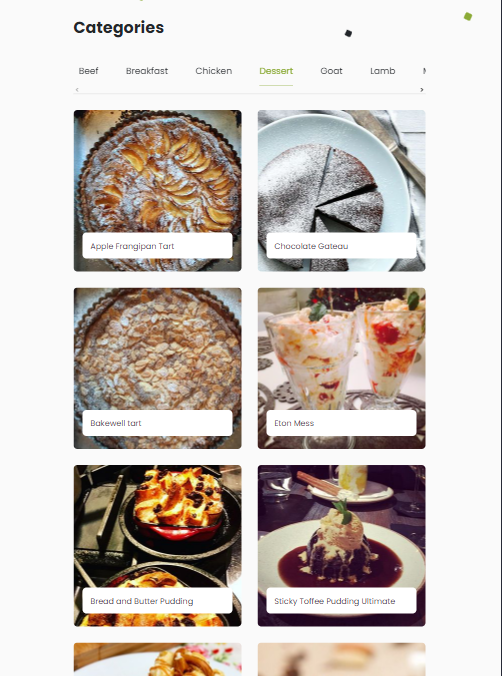 Categories
Beef Breakfast Chicken Dessert Goat Lamb
Apple Frangipan Tart
Chocolate Gateau
Bakewell tart
Eton Mess
Bread and Butter Pudding
Sticky Toffee Pudding Ultimate